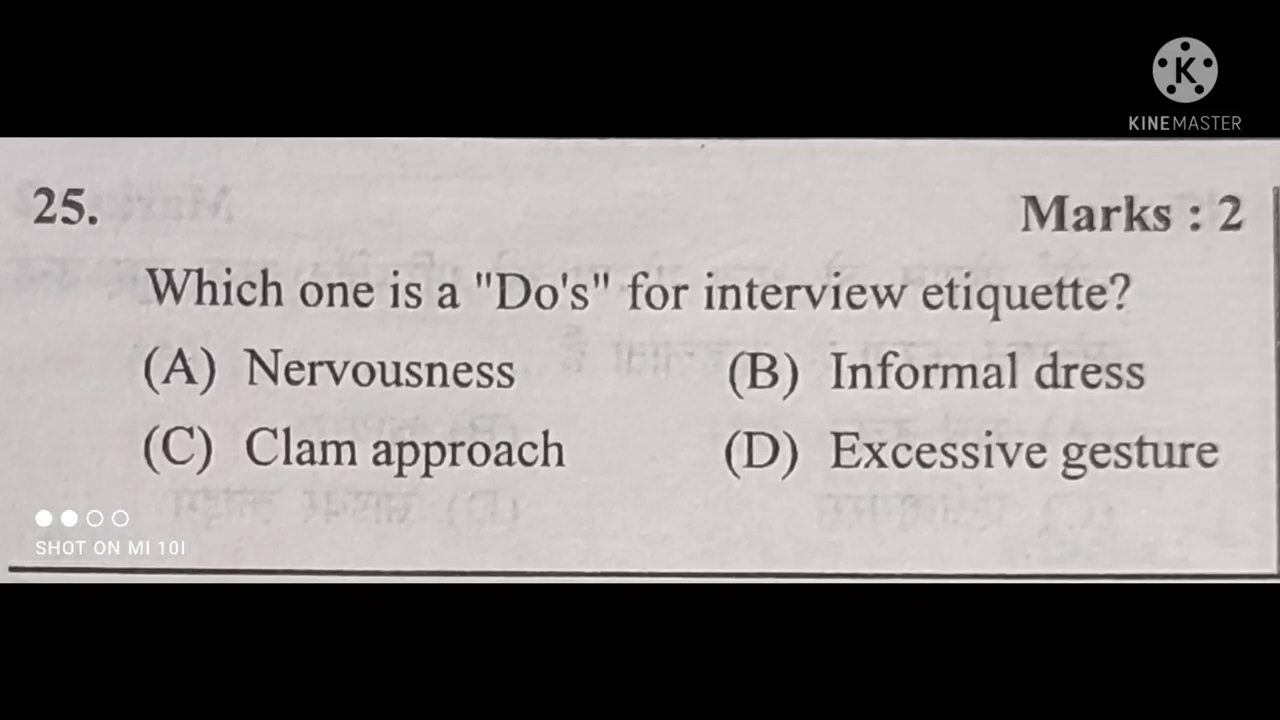 K
KINEMASTER
25. Marks : 2
Which one is a "Do's" for interview etiquette?
(A) Nervousness (B) Informal dress
(C) Clam approach (D) Excessive gesture
SHOT ON MI 10I